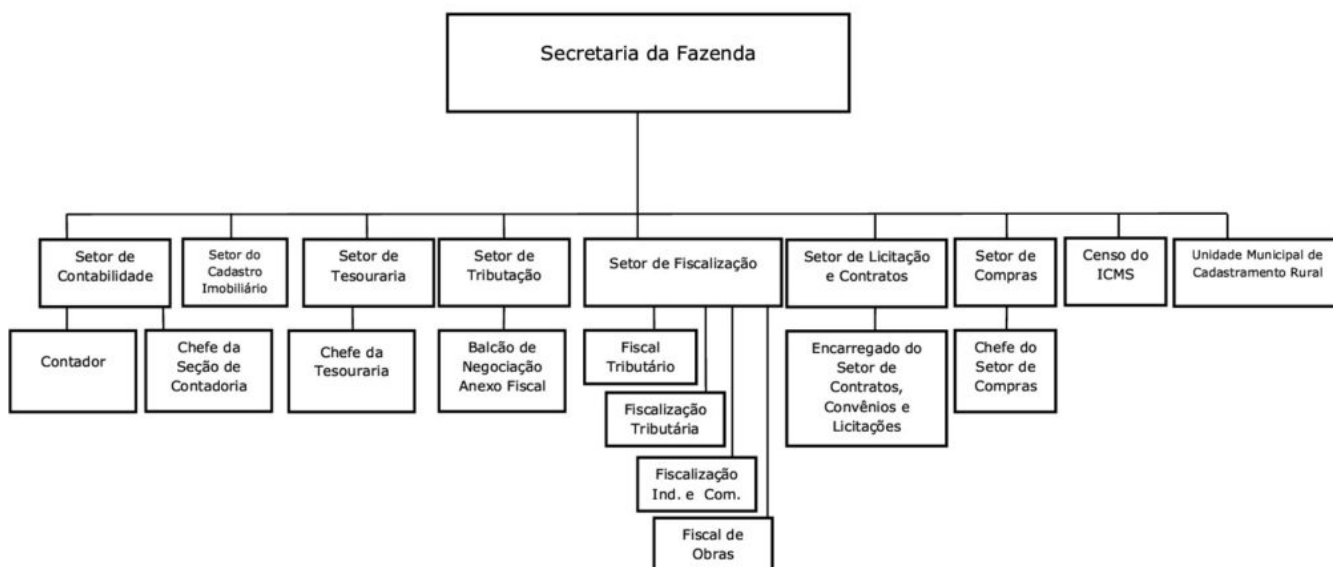 Secretaria da Fazenda
Setor de
Contabilidade
Setor do
Cadastro
Imobiliário
Setor de
Tesouraria
Setor de
Tributação
Setor de Fiscalização
Setor de Licitação
e Contratos
Setor de
Compras
Censo do
ICMS
Unidade Municipal de
Cadastramento Rural
Contador
Chefe da
Seção de
Contadoria
Chefe da
Tesouraria
Balcão de
Negociação
Anexo Fiscal
Fiscal
Tributário
Fiscalização
Tributária
Fiscalização
Ind. e Com.
Fiscal de
Obras
Encarregado do
Setor de
Contratos,
Convênios e
Licitações
Chefe do
Setor de
Compras